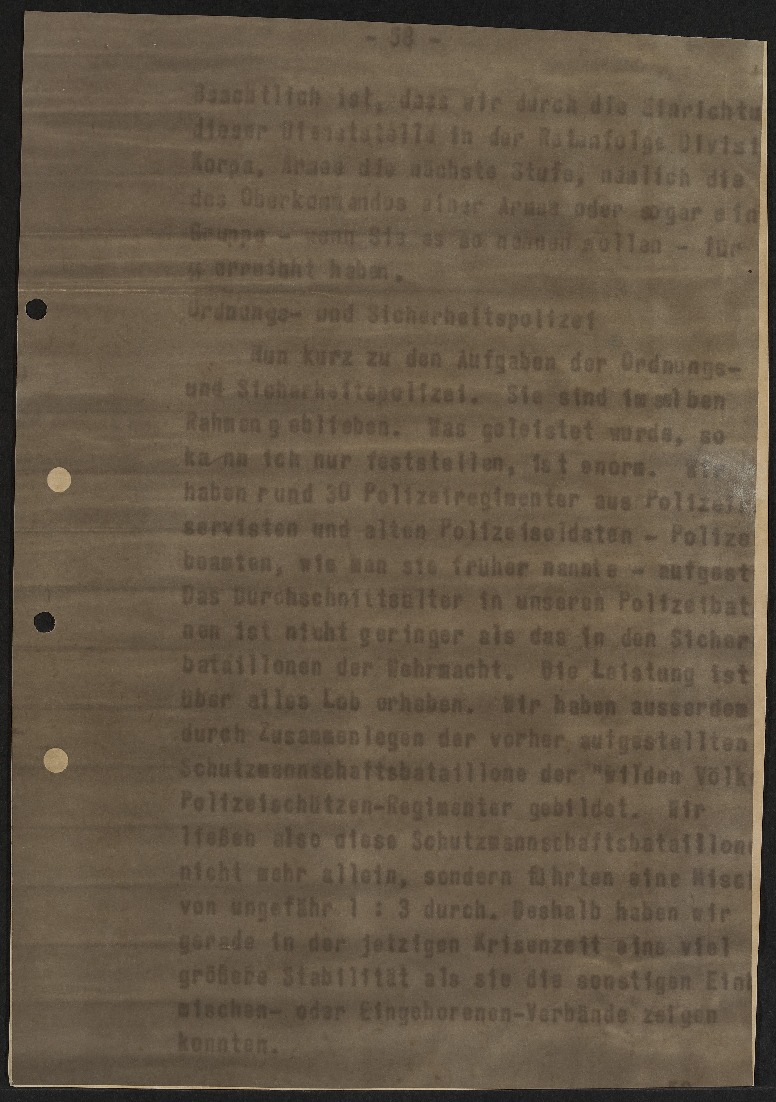 - 58 -
Beachtlich ist, dass wir durch die Einrichtu
dieser Dienststelle in der Reihenfolge Divisi
Korps, Armee die nächste Stufe, nämlich die
des Oberkommandos einer Armee oder sogar ein
Gruppe - wenn Sie es so nennen wollen - für
erreicht haben.
Ordnungs- und Sicherheitspolizei
Nun kurz zu den Aufgaben der Ordnungs-
und Sicherheitspolizei. Sie sind im selben
Rahmen geblieben. Was geleistet wurde, so
kann ich nur feststellen, ist enorm. Wir
haben rund 30 Polizeiregimenter aus Polizei
servisten und alten Polizeisoldaten - Polize
beamten, wie man sie früher nannte - aufgest
Das Durchschnittsalter in unseren Polizeibat
nen ist nicht geringer als das in den Sicher
bataillonen der Wehrmacht. Die Leistung ist
über alles Lob erhaben. Wir haben ausserdem
durch Zusammenlegen der vorher aufgestellten
Schutzmannschaftsbataillone der "wilden Völk
Polizeischützen-Regimenter gebildet. Wir
ließen also diese Schutzmannschaftsbataillon
nicht mehr allein, sondern führten eine Misc
von ungefähr 1 : 3 durch. Deshalb haben wir
gerade in der jetzigen Krisenzeit eine viel
größere Stabilität als sie die sonstigen Ein
mischen- oder Eingeborenen-Verbände zeigen
konnten.